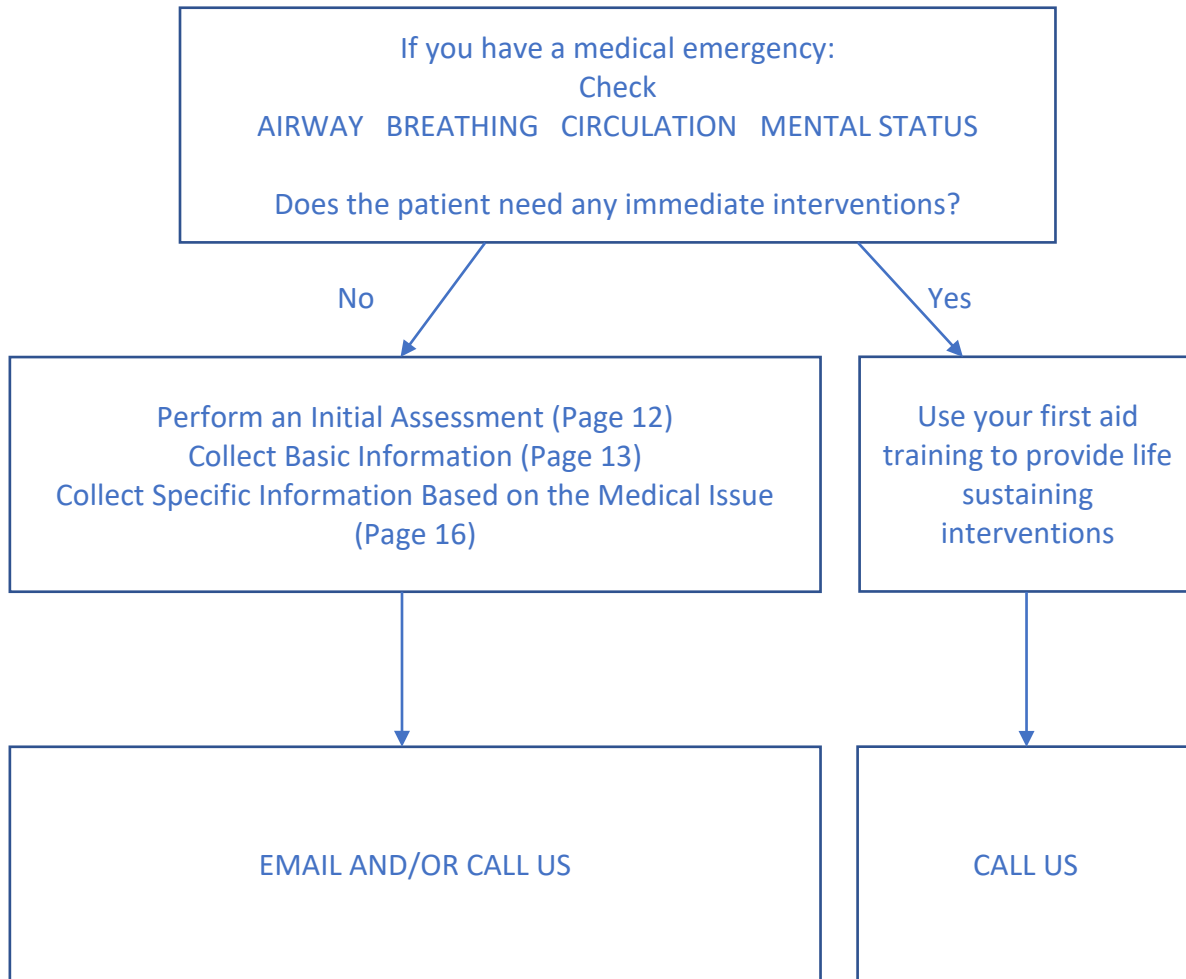 If you have a medical emergency:
Check
AIRWAY BREATHING CIRCULATION MENTAL STATUS
Does the patient need any immediate interventions?
No
Yes
Perform an Initial Assessment (Page 12)
Collect Basic Information (Page 13)
Collect Specific Information Based on the Medical Issue
(Page 16)
Use your first aid
training to provide life
sustaining
interventions
EMAIL AND/OR CALL US
CALL US